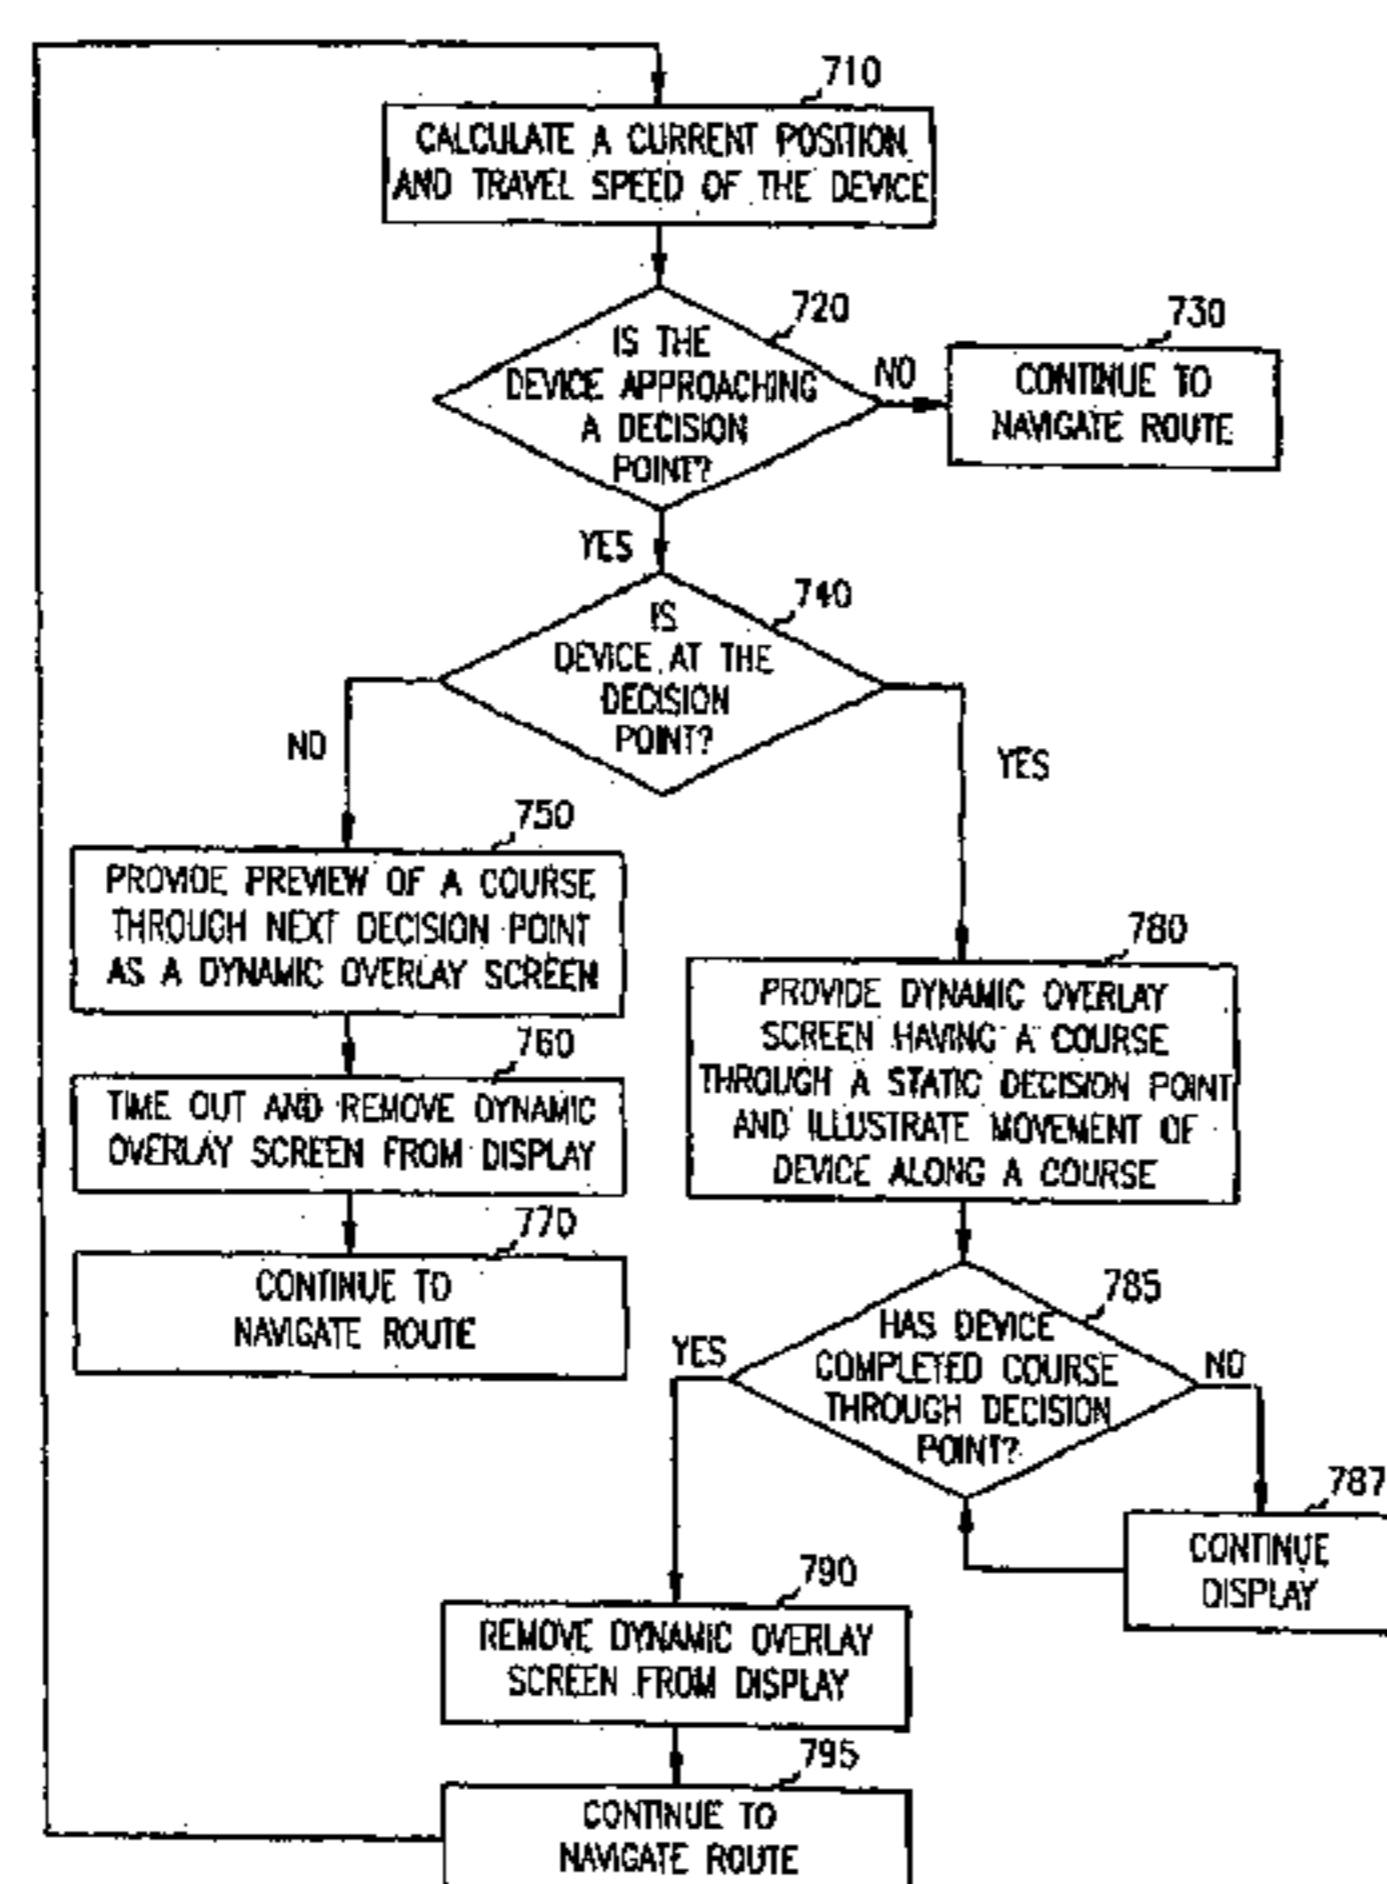 710
CALCULATE A CURRENT POSITION
AND TRAVEL SPEED OF THE DEVICE
720
IS THE
DEVICE APPROACHING
A DECISION
POINT?
NO
730
CONTINUE TO
NAVIGATE ROUTE
YES
740
IS
DEVICE AT THE
DECISION
POINT?
NO
YES
750
PROVIDE PREVIEW OF A COURSE
THROUGH NEXT DECISION POINT
AS A DYNAMIC OVERLAY SCREEN
760
TIME OUT AND REMOVE DYNAMIC
OVERLAY SCREEN FROM DISPLAY
770
CONTINUE TO
NAVIGATE ROUTE
780
PROVIDE DYNAMIC OVERLAY
SCREEN HAVING A COURSE
THROUGH A STATIC DECISION POINT
AND ILLUSTRATE MOVEMENT OF
DEVICE ALONG A COURSE
785
HAS DEVICE
COMPLETED COURSE
THROUGH DECISION
POINT?
YES
NO
787
CONTINUE
DISPLAY
790
REMOVE DYNAMIC OVERLAY
SCREEN FROM DISPLAY
795
CONTINUE TO
NAVIGATE ROUTE